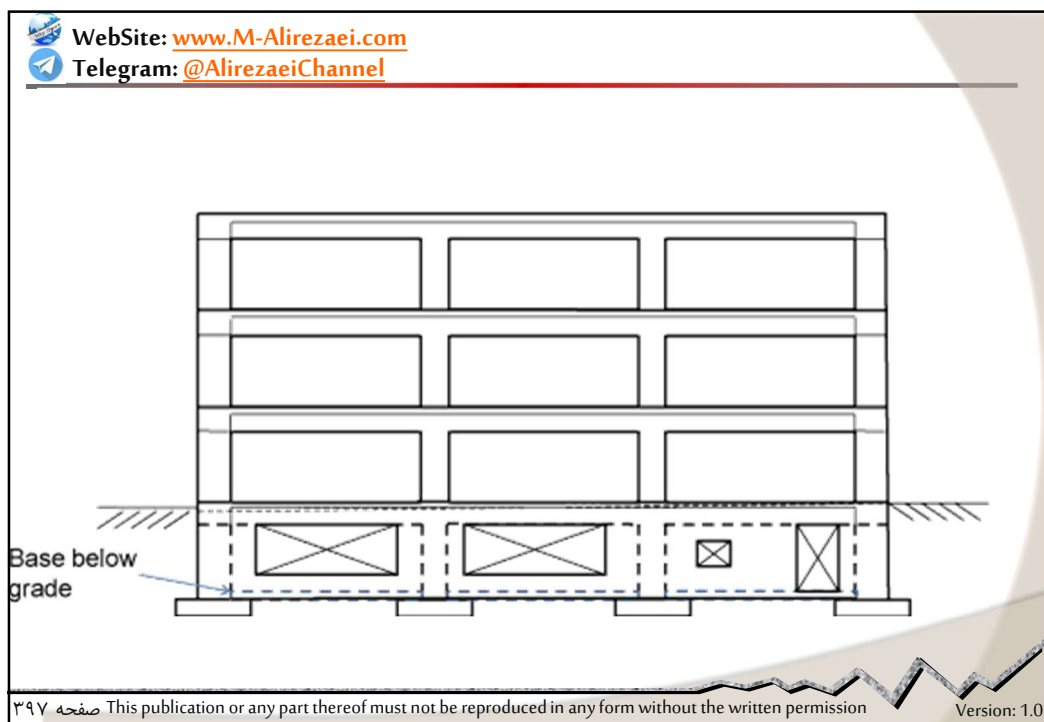 WebSite: www.M-Alirezaei.com
Telegram: @AlirezaeiChannel
Base below
grade
صفحه ۳۹۷ This publication or any part thereof must not be reproduced in any form without the written permission Version: 1.0